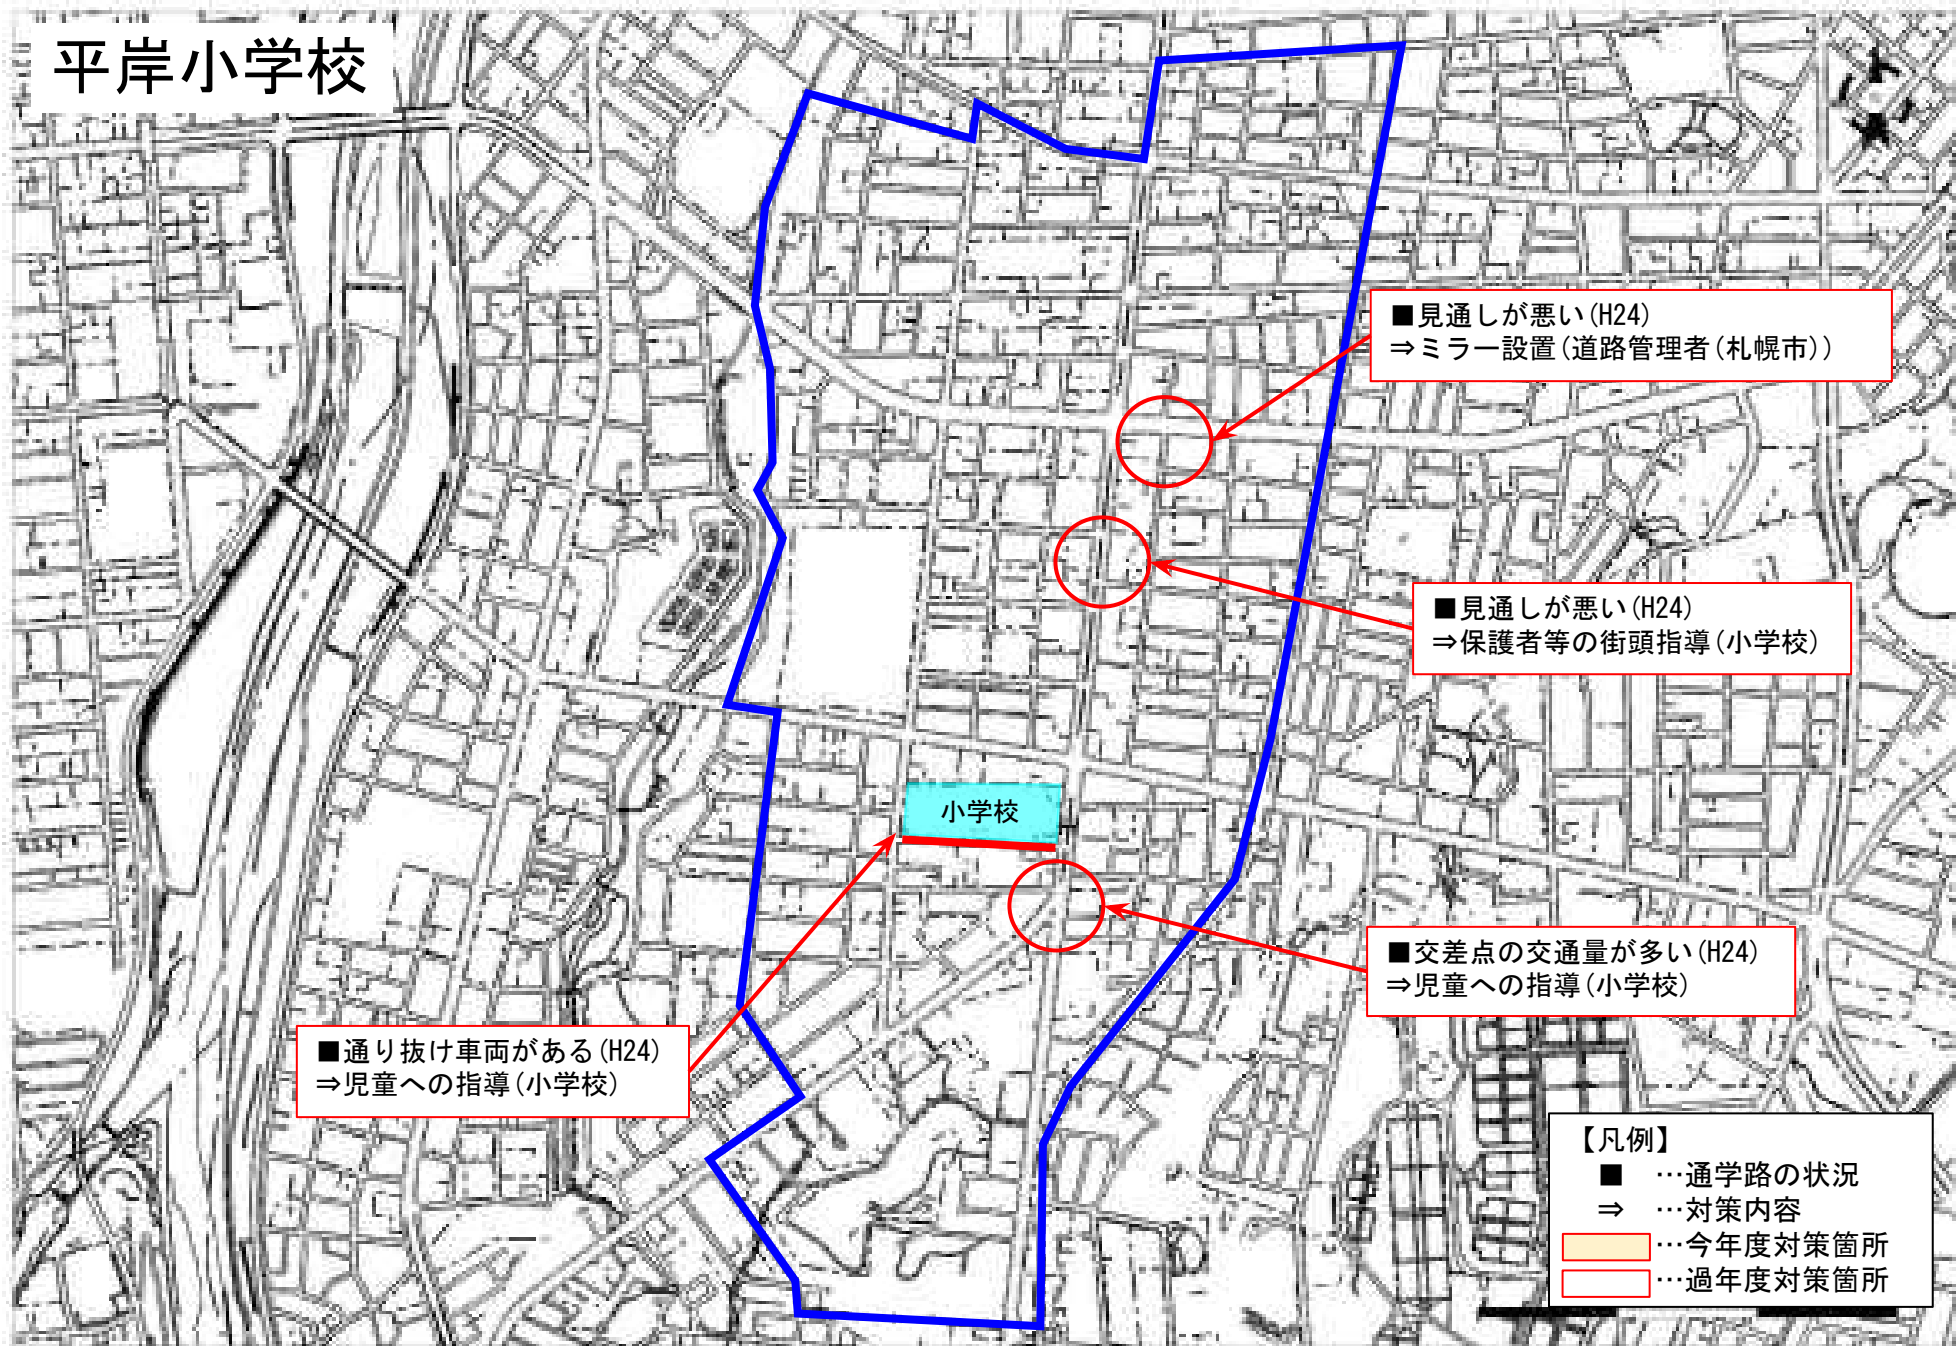 平岸小学校
■見通しが悪い(H24)
⇒ミラー設置(道路管理者(札幌市))
■見通しが悪い(H24)
⇒保護者等の街頭指導(小学校)
小学校
■交差点の交通量が多い(H24)
⇒児童への指導(小学校)
■通り抜け車両がある(H24)
⇒児童への指導(小学校)
【凡例】
■ …通学路の状況
⇒ …対策内容
…今年度対策箇所
…過年度対策箇所